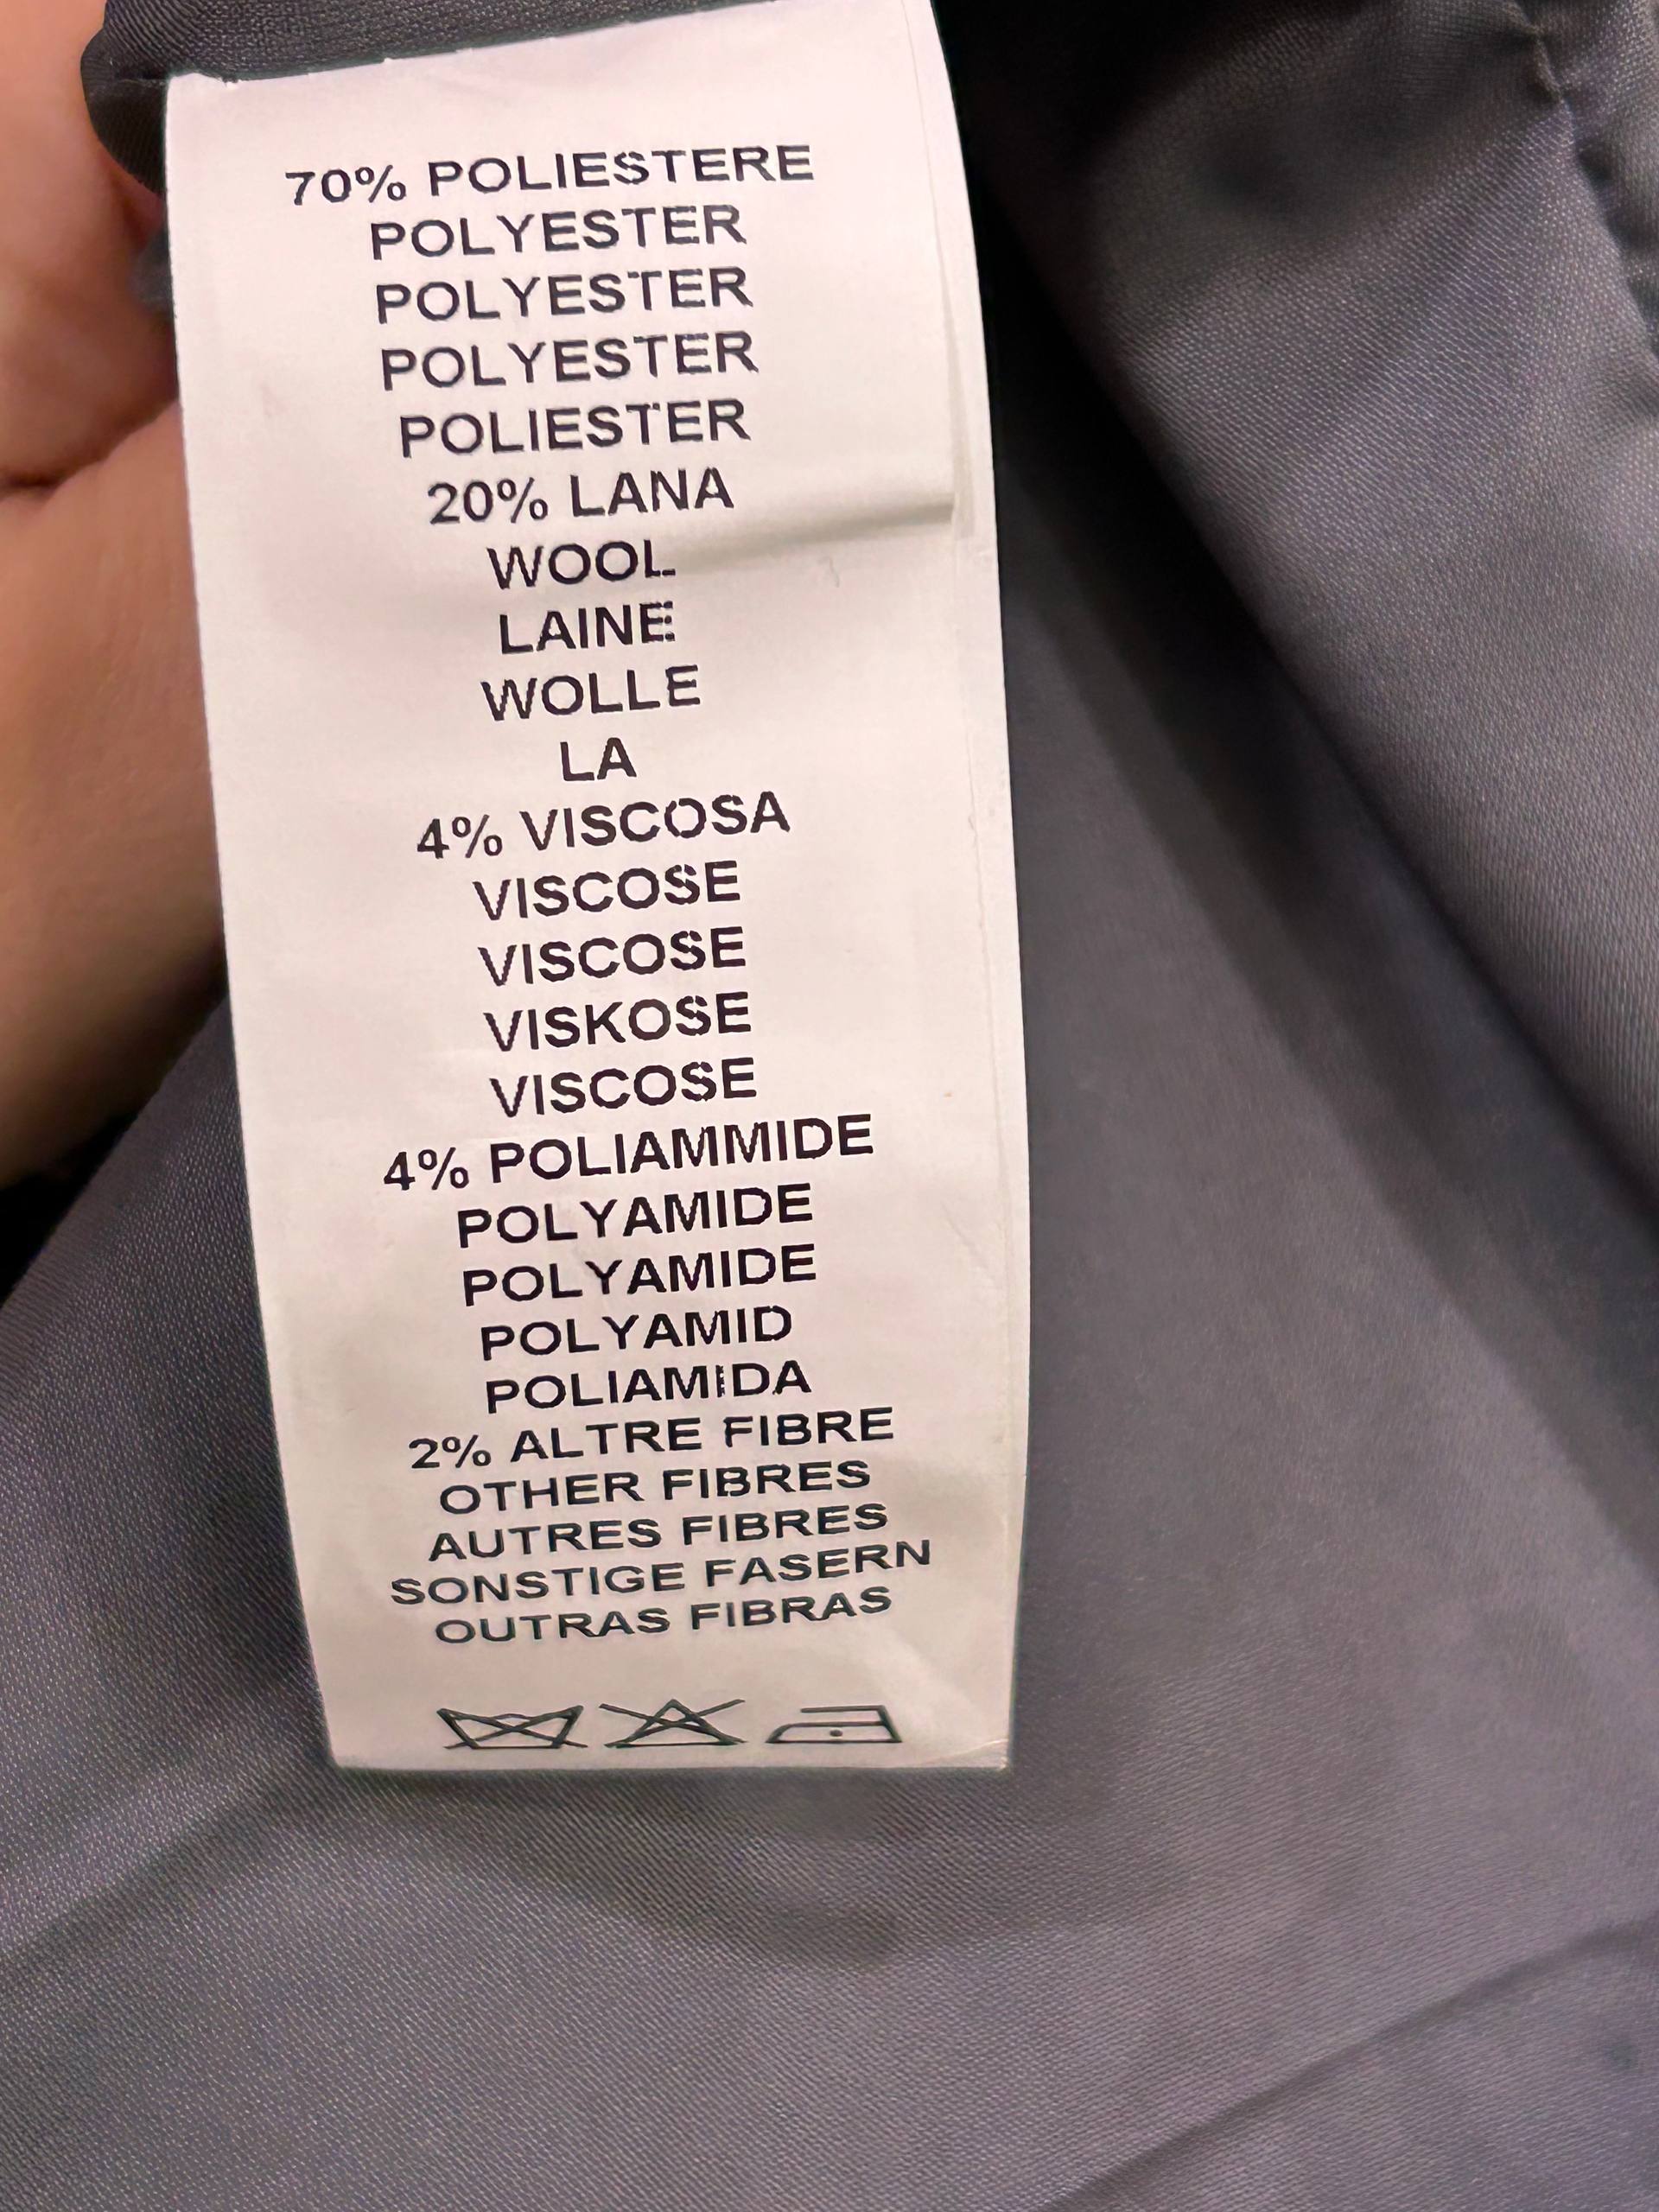 70% POLIESTERE
POLYESTER
POLYESTER
POLYESTER
POLIESTER
20% LANA
WOOL
LAINE
WOLLE
LA
4% VISCOSA
VISCOSE
VISCOSE
VISKOSE
VISCOSE
4% POLIAMMIDE
POLYAMIDE
POLYAMIDE
POLYAMID
POLIAMIDA
2% ALTRE FIBRE
OTHER FIBRES
AUTRES FIBRES
SONSTIGE FASERN
OUTRAS FIBRAS